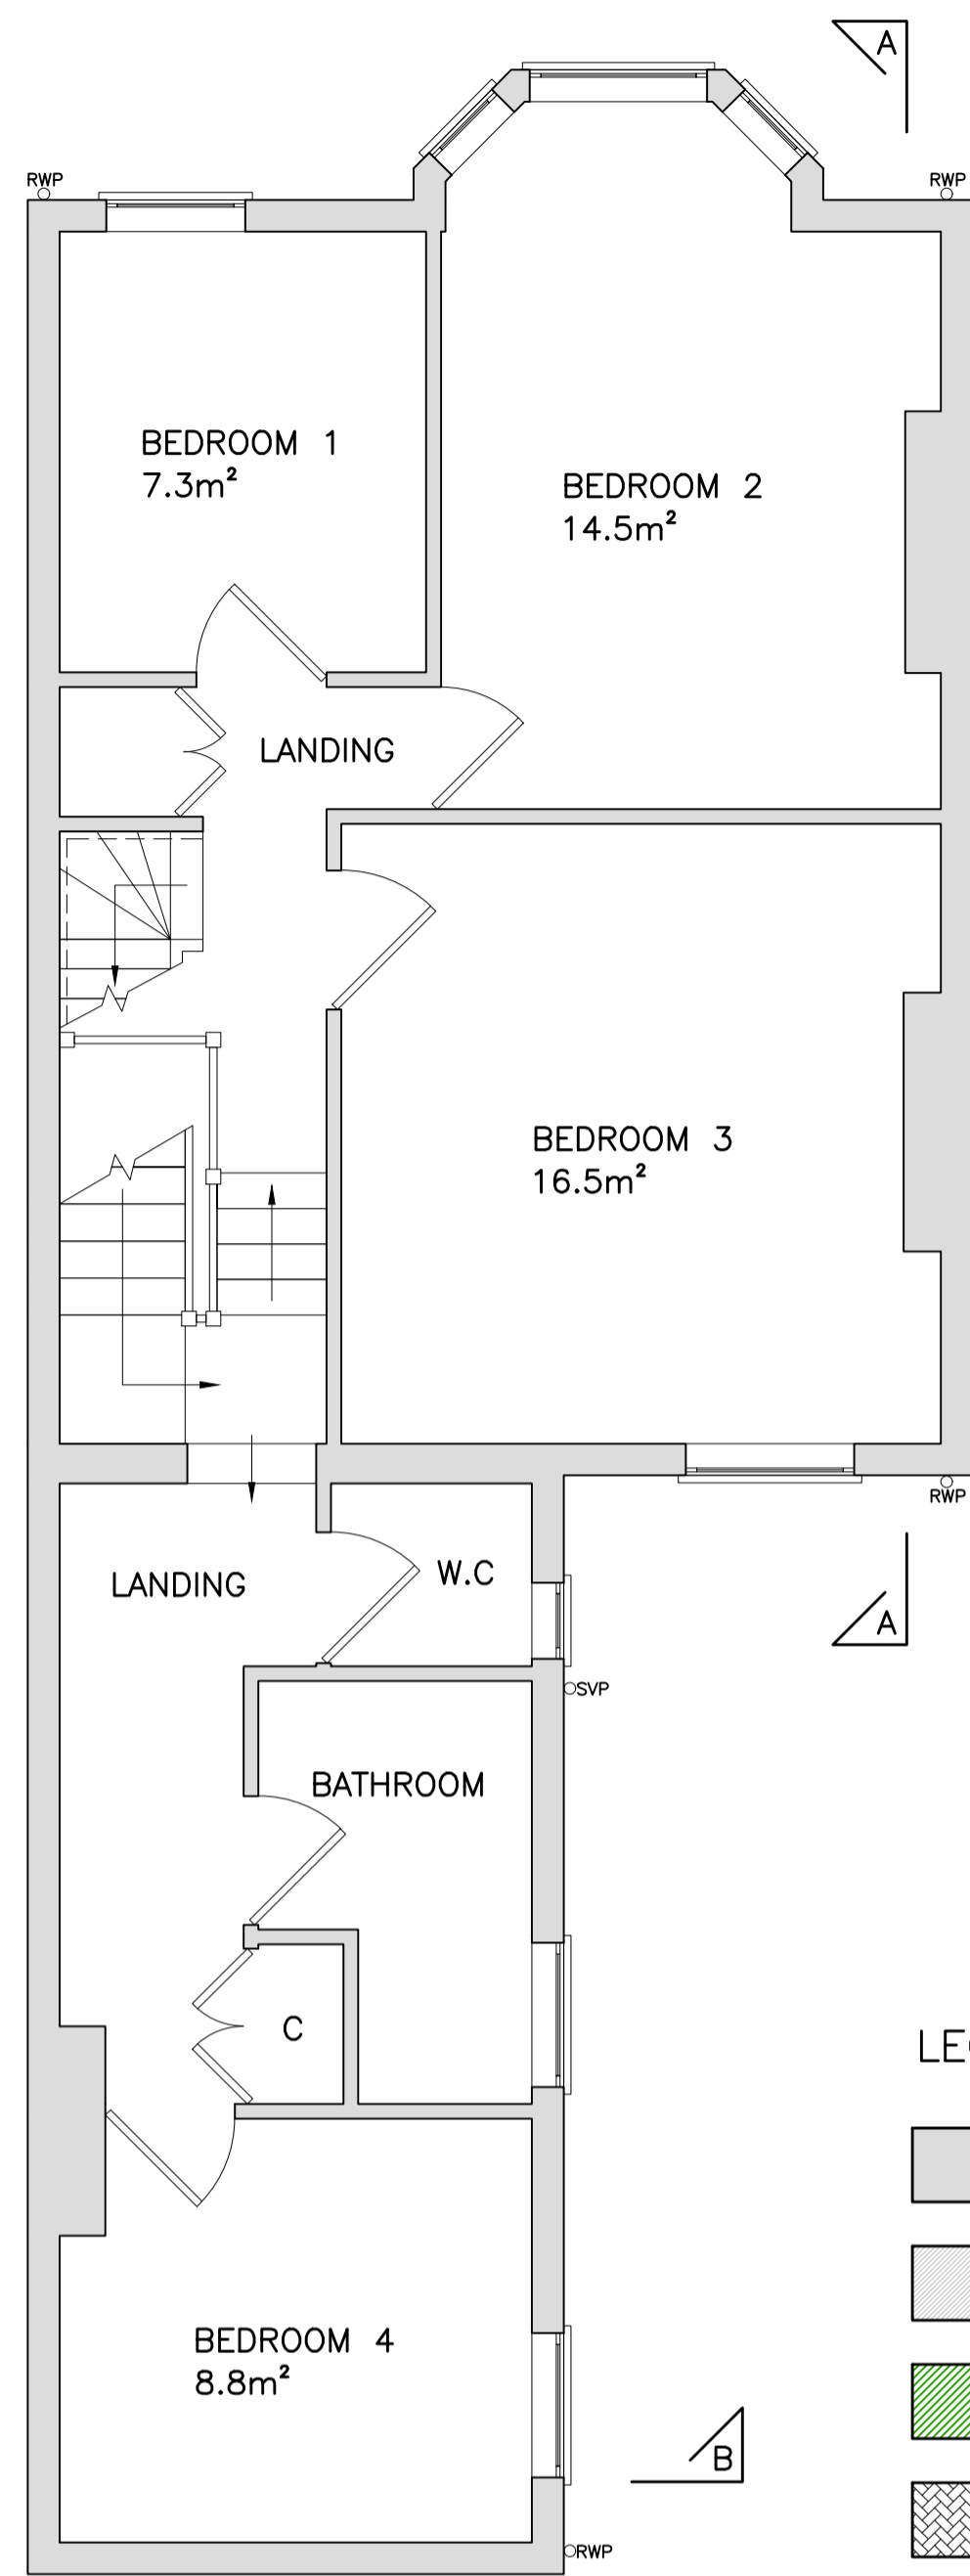 A
RWP
RWP
BEDROOM 1
7.3m²
BEDROOM 2
14.5m²
LANDING
BEDROOM 3
16.5m²
RWP
LANDING
W.C
A
SVP
BATHROOM
C
BEDROOM 4
8.8m²
B
RWP